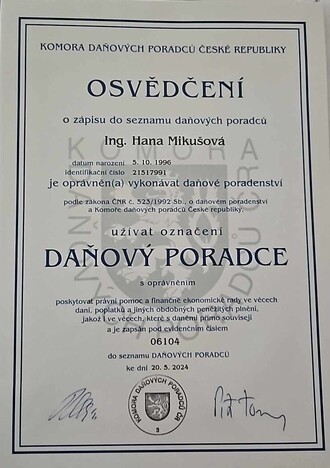 KOMORA DAŇOVÝCH PORADCŮ ČESKÉ REPUBLIKY
OSVĚDČENÍ
o zápisu do seznamu daňových poradců
Ing. Hana Mikušová
datum narození 5. 10. 1996
identifikační číslo 21517991
je oprávněn(a) vykonávat daňové poradenství
podle zákona ČNR č. 523/1992 Sb., o daňovém poradenství
a Komoře daňových poradců České republiky,
užívat označení
DAŇOVÝ PORADCE
s oprávněním
poskytovat právní pomoc a finančně ekonomické rady ve věcech
daní, poplatků a jiných obdobných peněžitých plnění,
jakož i ve věcech, které s daněmi přímo souvisejí
a je zapsán pod evidenčním číslem
06104
do seznamu DAŇOVÝCH PORADCŮ
ke dni 20. 5. 2024
KOMORA DAŇOVÝCH PORADCŮ ČR
3